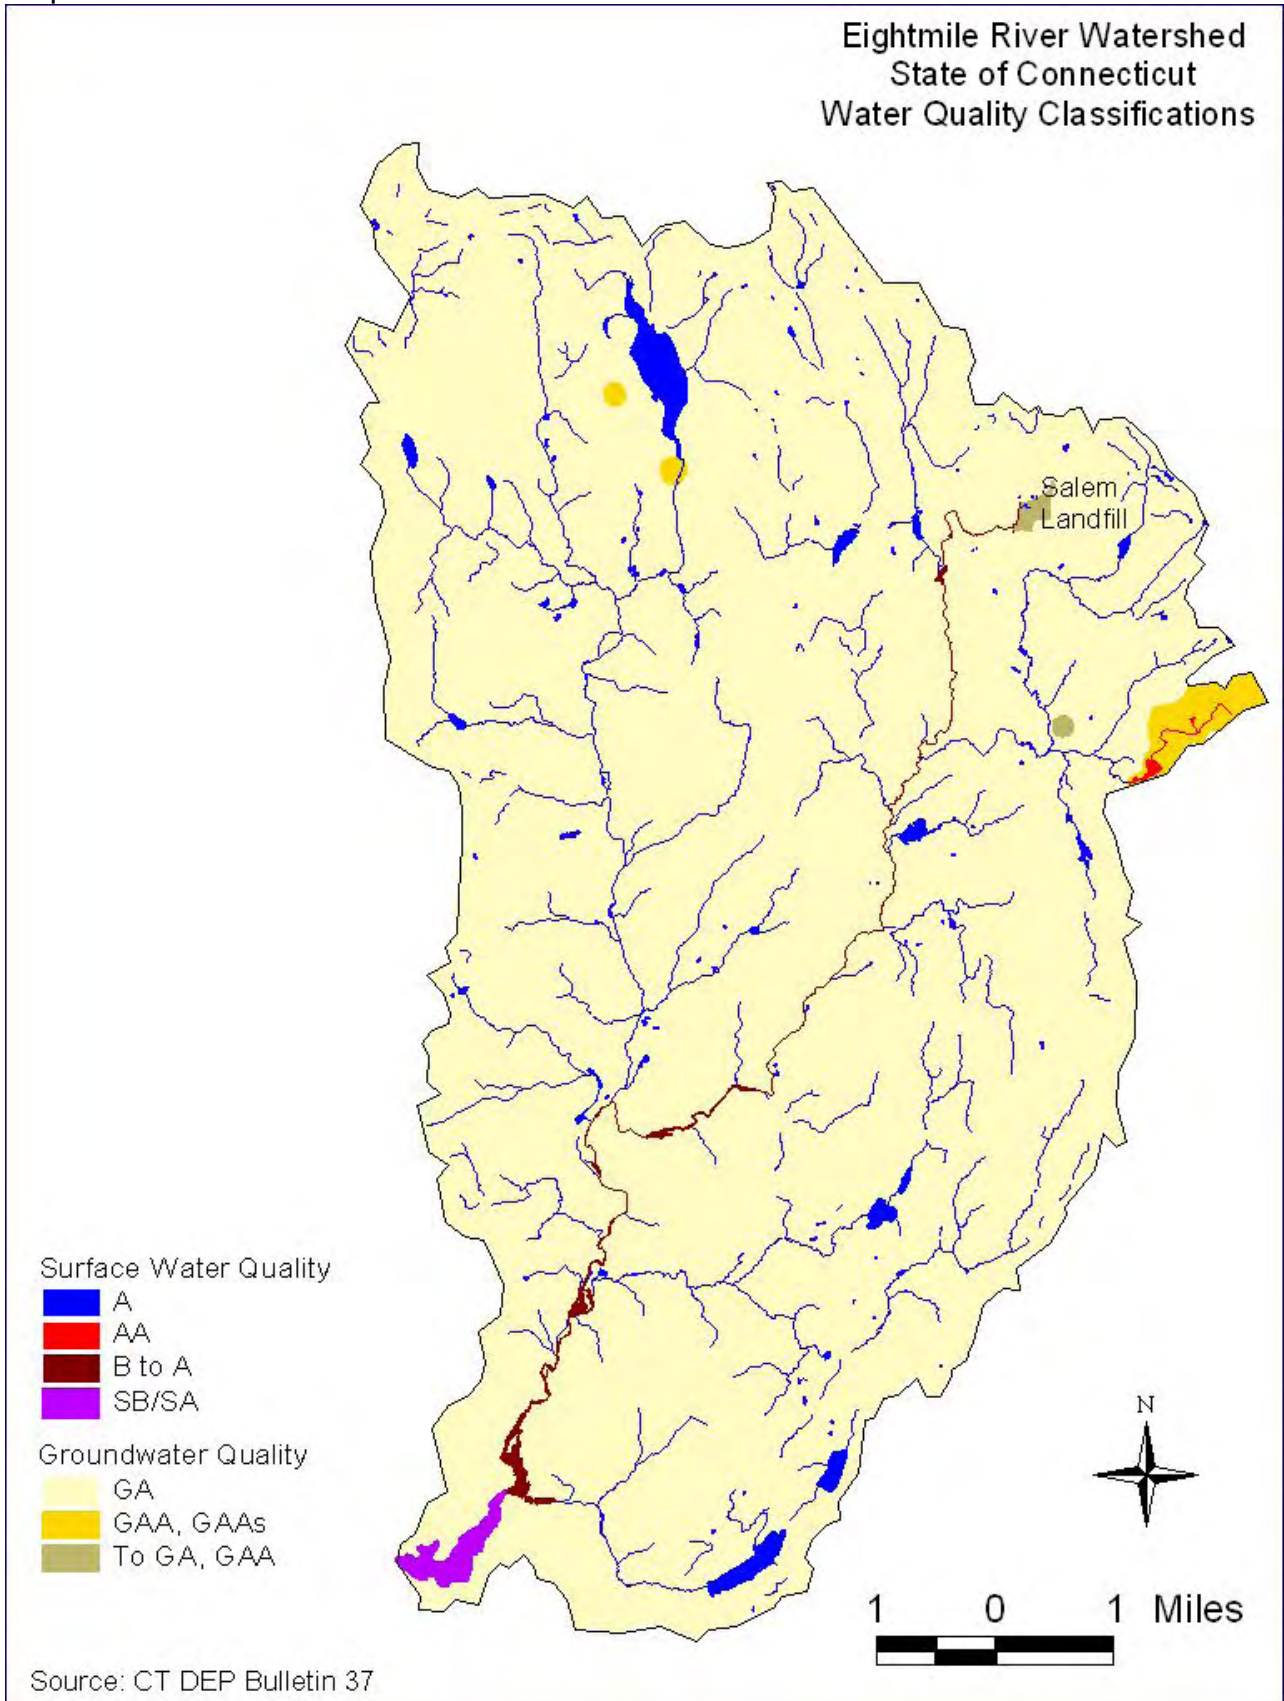 Eightmile River Watershed
State of Connecticut
Water Quality Classifications
Salem
Landfill
Surface Water Quality
A
AA
B to A
SB/SA
Groundwater Quality
GA
GAA, GAAs
To GA, GAA
N
1 0 1 Miles
Source: CT DEP Bulletin 37